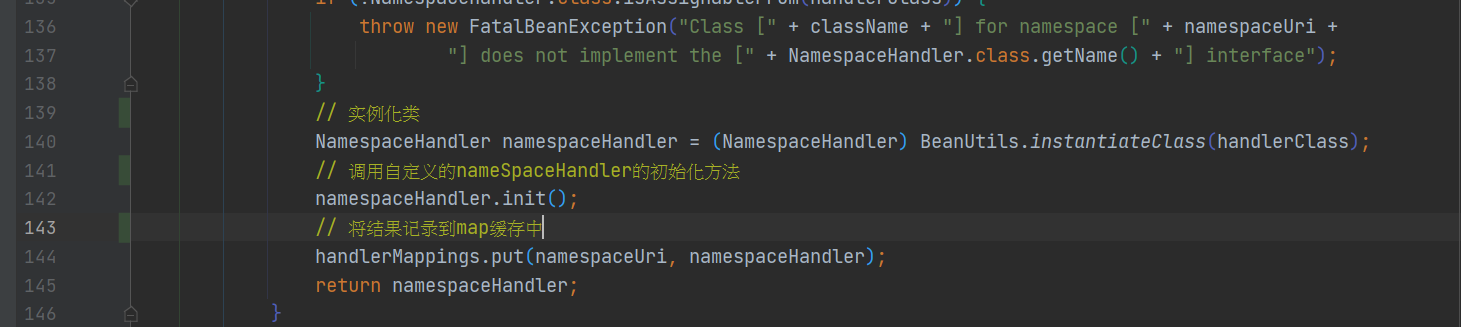 135 if (!NamespaceHandler.class.isAssignableFrom(handlerClass)) {
136 throw new FatalBeanException("Class [" + className + "] for namespace [" + namespaceUri +
137 "] does not implement the [" + NamespaceHandler.class.getName() + "] interface");
138 }
139 // 实例化类
140 NamespaceHandler namespaceHandler = (NamespaceHandler) BeanUtils.instantiateClass(handlerClass);
141 // 调用自定义的nameSpaceHandler的初始化方法
142 namespaceHandler.init();
143 // 将结果记录到map缓存中
144 handlerMappings.put(namespaceUri, namespaceHandler);
145 return namespaceHandler;
146 }